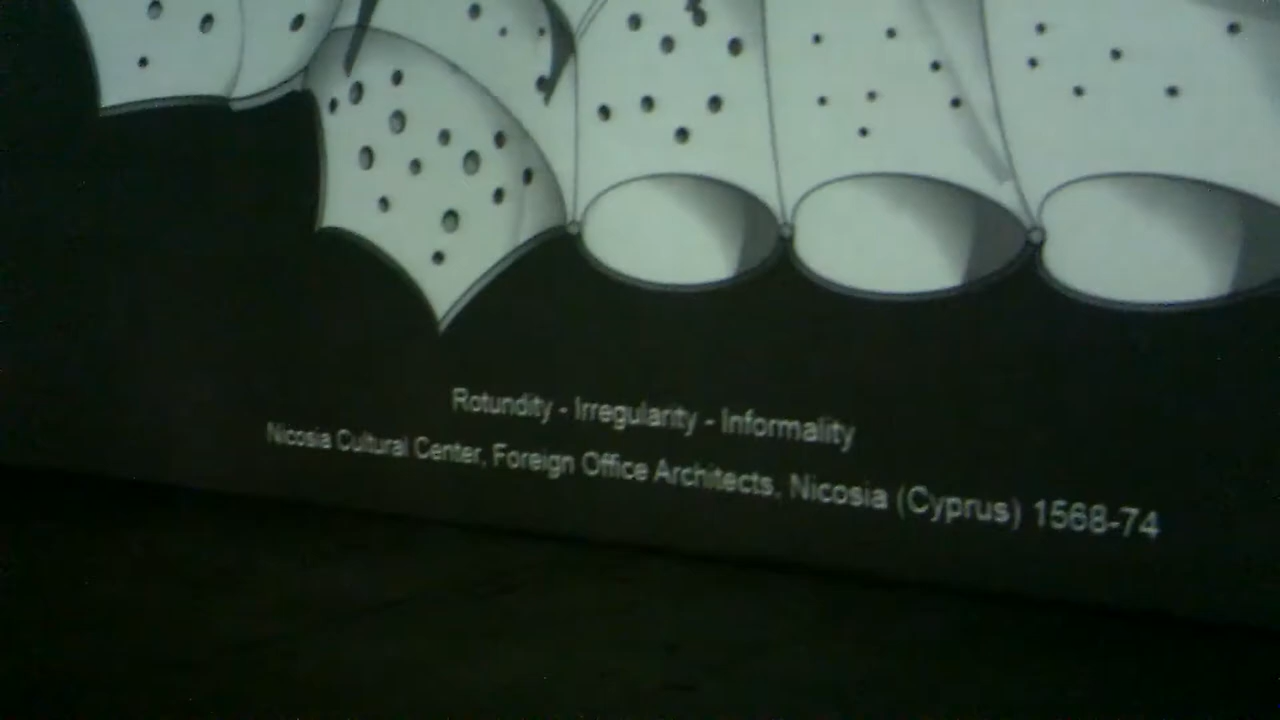 Rotundity - Irregularity - Informality
Nicosia Cultural Center, Foreign Office Architects, Nicosia (Cyprus) 1568-74